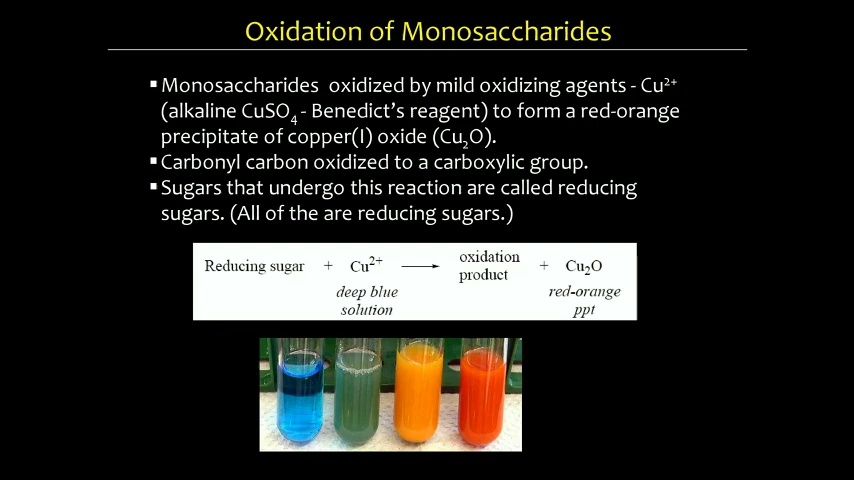 Oxidation of Monosaccharides
▪Monosaccharides oxidized by mild oxidizing agents - Cu²⁺
(alkaline CuSO₄ - Benedict’s reagent) to form a red-orange
precipitate of copper(I) oxide (Cu₂O).
▪Carbonyl carbon oxidized to a carboxylic group.
▪Sugars that undergo this reaction are called reducing
sugars. (All of the are reducing sugars.)
Reducing sugar + Cu²⁺ ⟶ oxidation product + Cu₂O
deep blue solution red-orange ppt